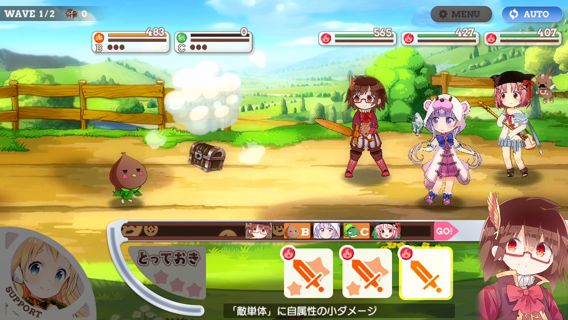 WAVE 1/2 0
MENU
AUTO
B 483
C 0
565
427
407
B C GO!
とっておき
SUPPORT
「敵単体」に自属性の小ダメージ